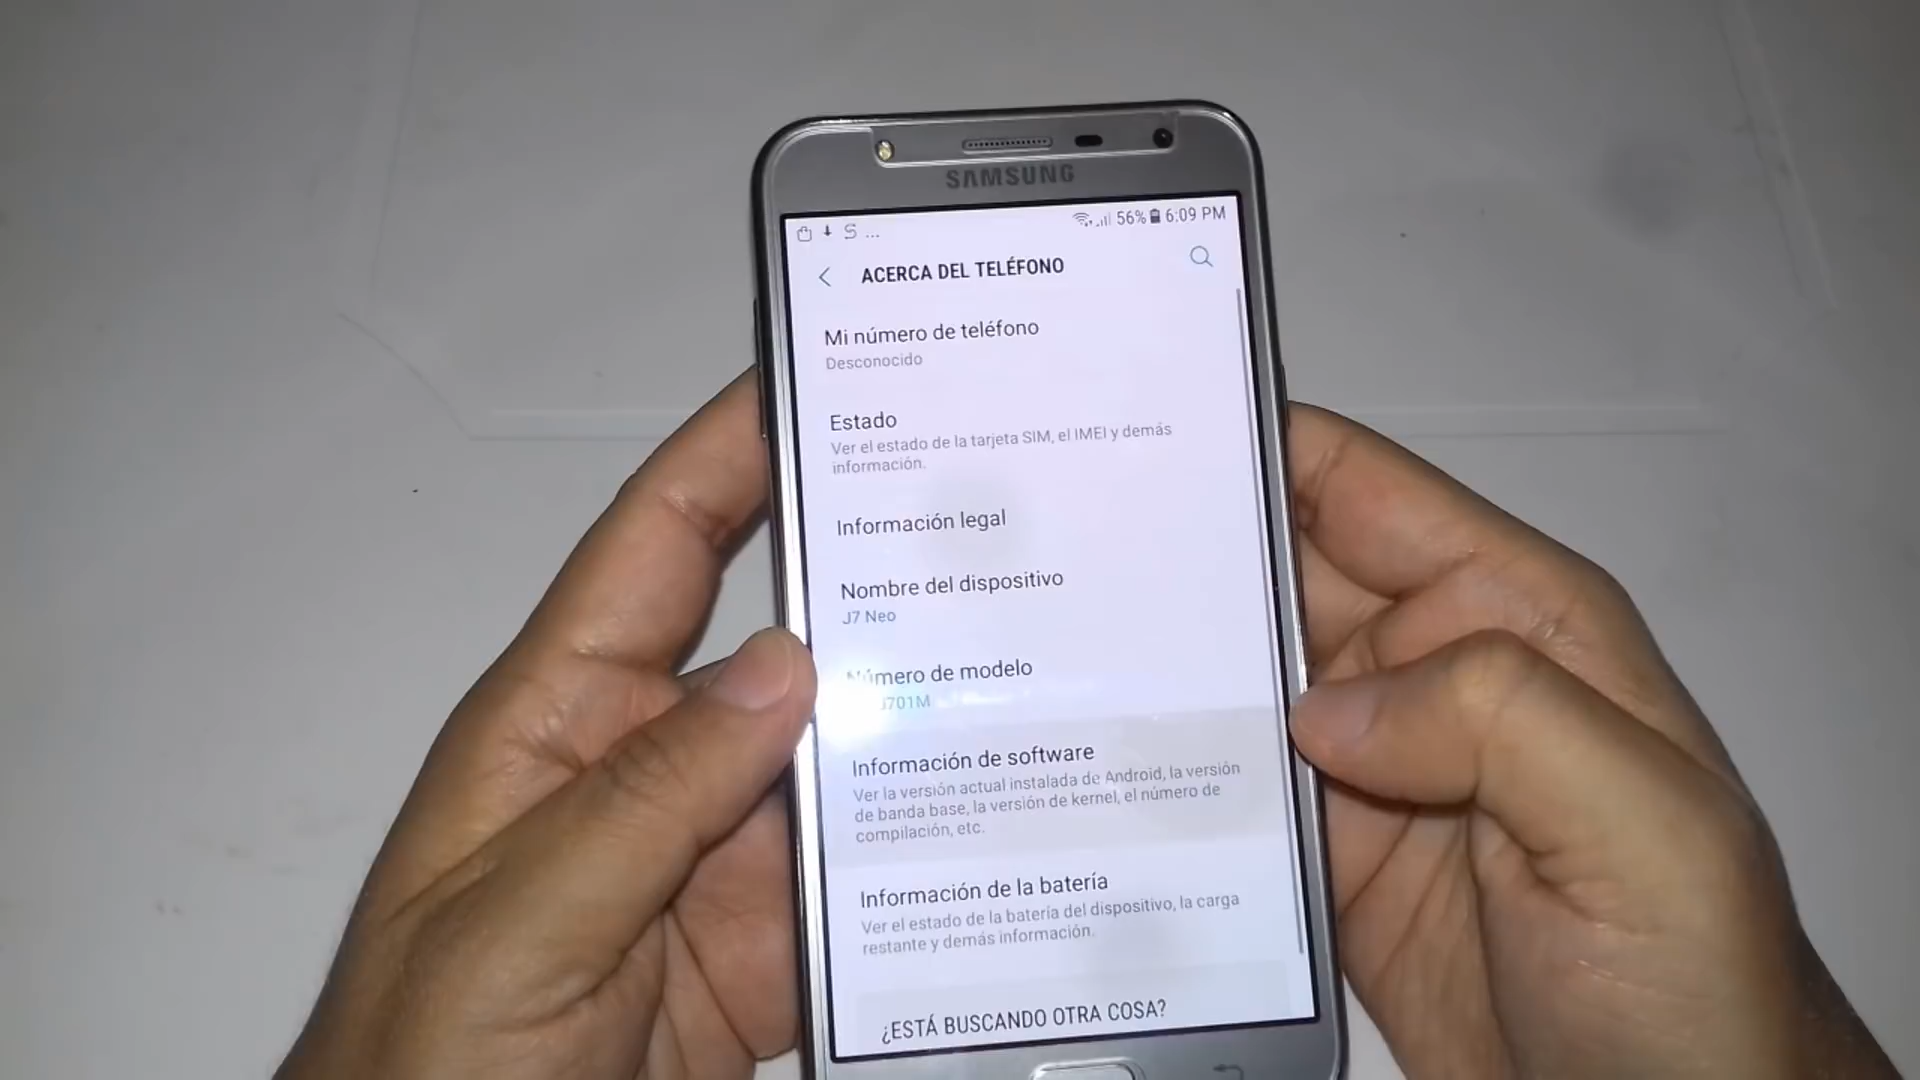 SAMSUNG
... 56% 6:09 PM
ACERCA DEL TELÉFONO
Mi número de teléfono
Desconocido
Estado
Ver el estado de la tarjeta SIM, el IMEI y demás
información.
Información legal
Nombre del dispositivo
J7 Neo
Número de modelo
J701M
Información de software
Ver la versión actual instalada de Android, la versión
de banda base, la versión de kernel, el número de
compilación, etc.
Información de la batería
Ver el estado de la batería del dispositivo, la carga
restante y demás información.
¿ESTÁ BUSCANDO OTRA COSA?